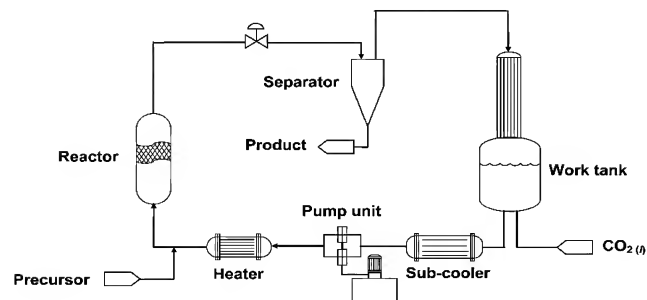 Separator
Product
Reactor
Work tank
Pump unit
CO₂ (l)
Heater
Sub-cooler
Precursor